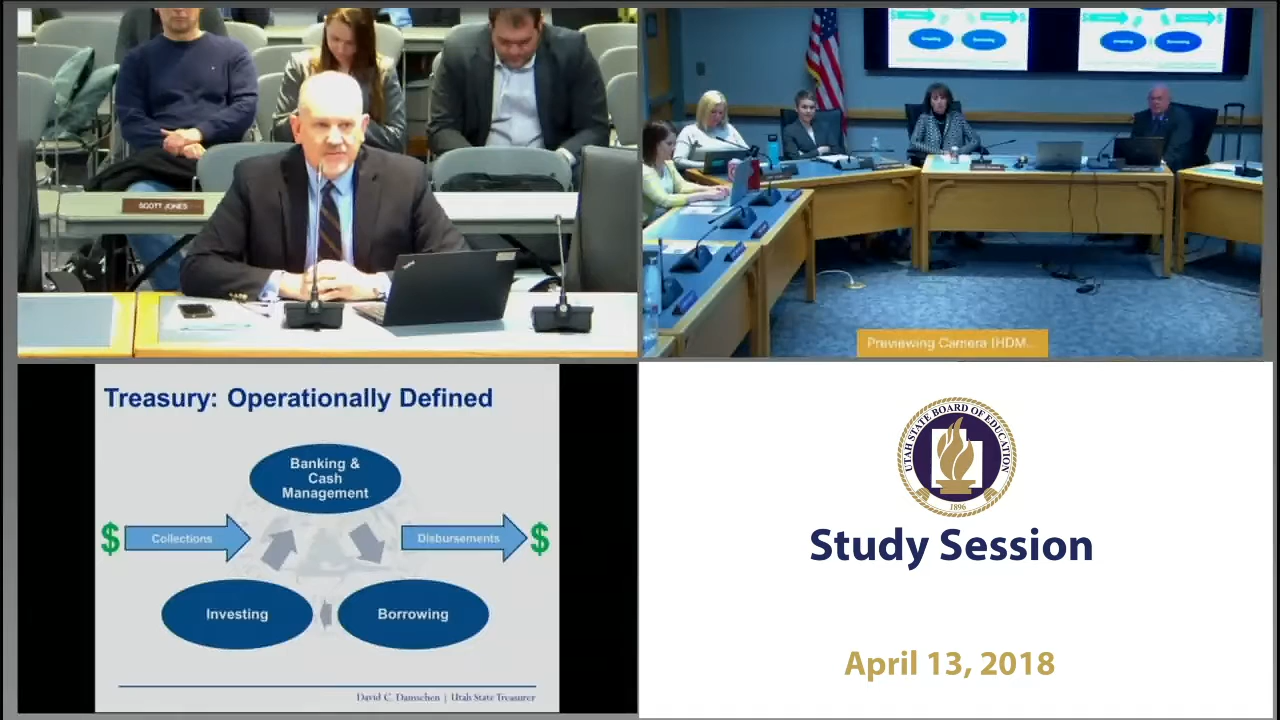 SCOTT JONES
Previewing Camera (HDM...
Treasury: Operationally Defined
Banking &
Cash
Management
$
Collections
Disbursements
$
Investing
Borrowing
David C. Damschen | Utah State Treasurer
UTAH STATE BOARD OF EDUCATION
1896
Study Session
April 13, 2018